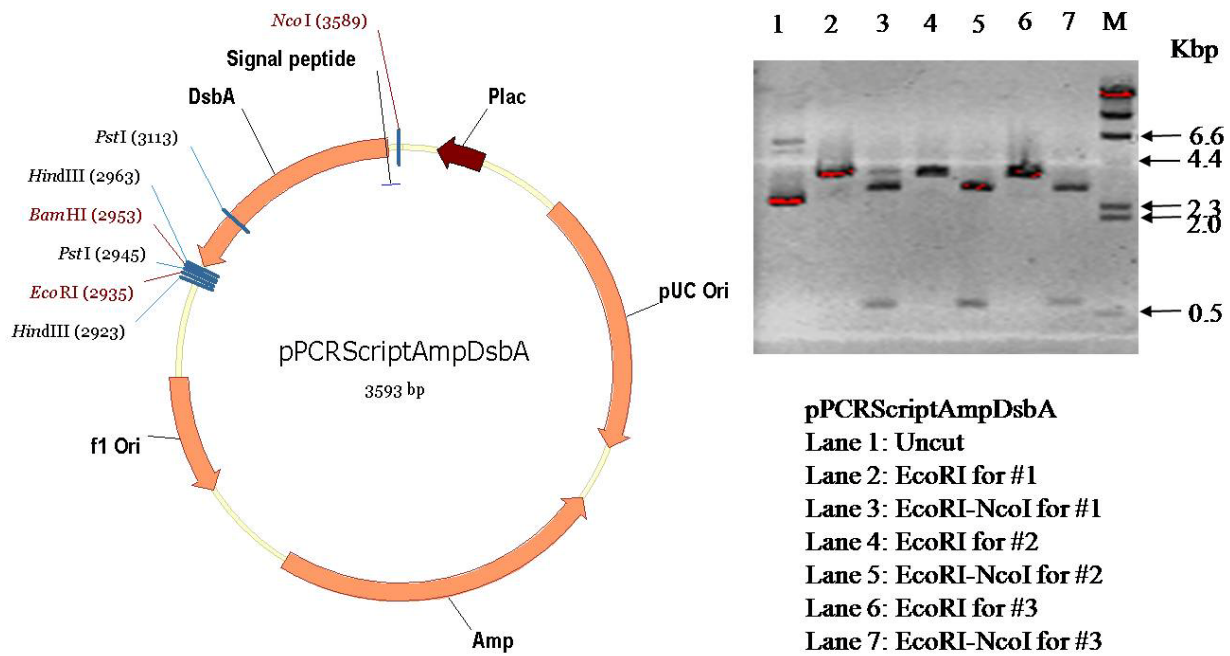 NcoI (3589)
Signal peptide
DsbA
Plac
PstI (3113)
HindIII (2963)
BamHI (2953)
PstI (2945)
EcoRI (2935)
HindIII (2923)
pUC Ori
pPCRScriptAmpDsbA
3593 bp
f1 Ori
Amp
1 2 3 4 5 6 7 M
Kbp
6.6
4.4
2.3
2.0
0.5
pPCRScriptAmpDsbA
Lane 1: Uncut
Lane 2: EcoRI for #1
Lane 3: EcoRI-NcoI for #1
Lane 4: EcoRI for #2
Lane 5: EcoRI-NcoI for #2
Lane 6: EcoRI for #3
Lane 7: EcoRI-NcoI for #3